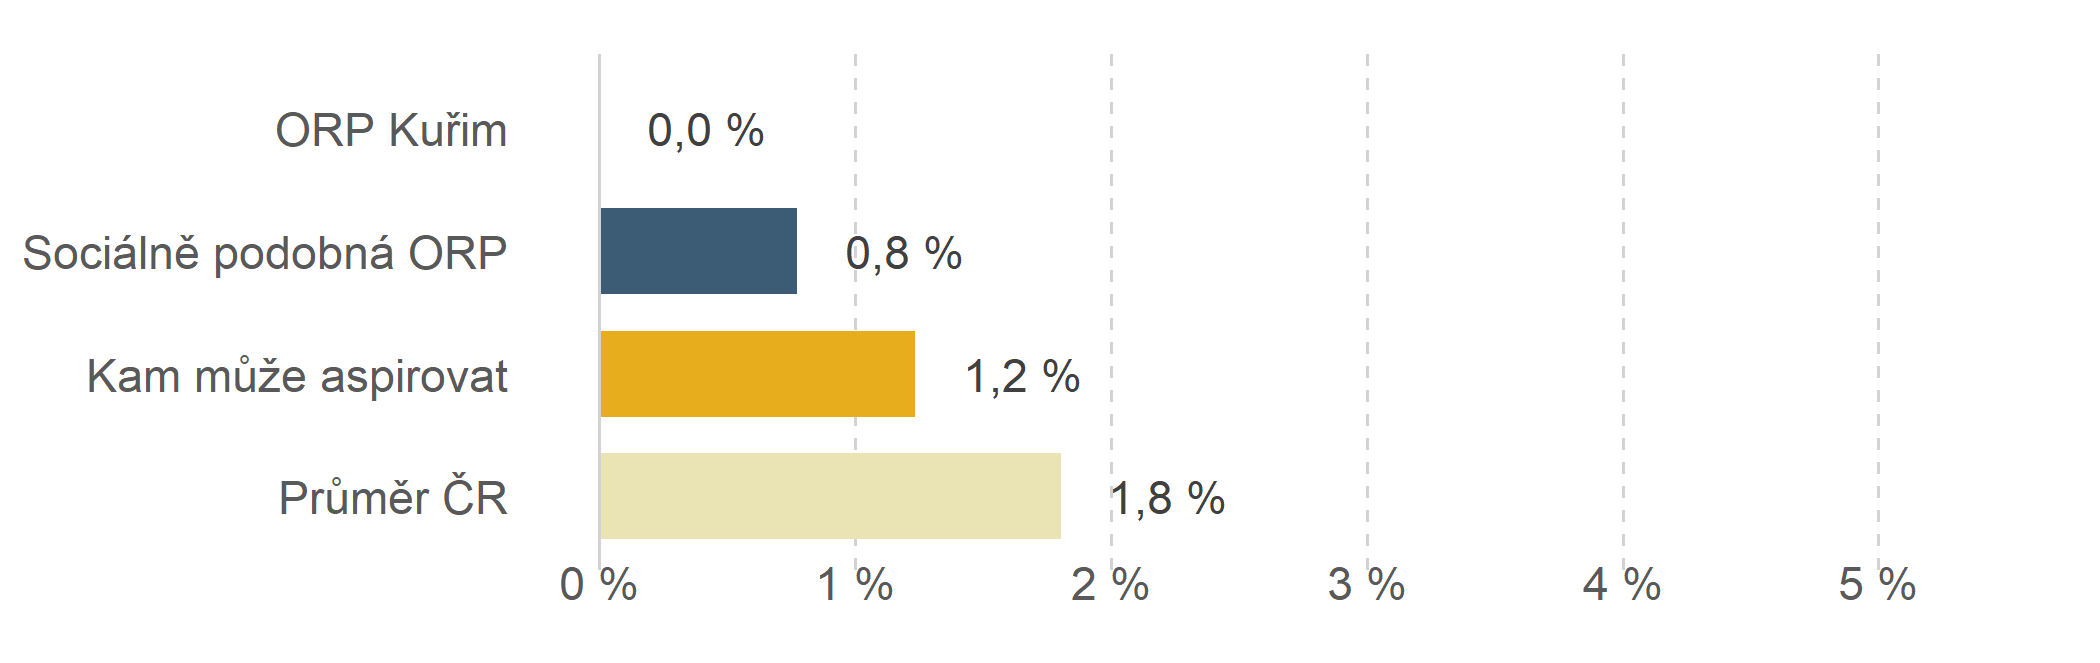 ORP Kuřim 0,0 %
Sociálně podobná ORP 0,8 %
Kam může aspirovat 1,2 %
Průměr ČR 1,8 %
0 % 1 % 2 % 3 % 4 % 5 %